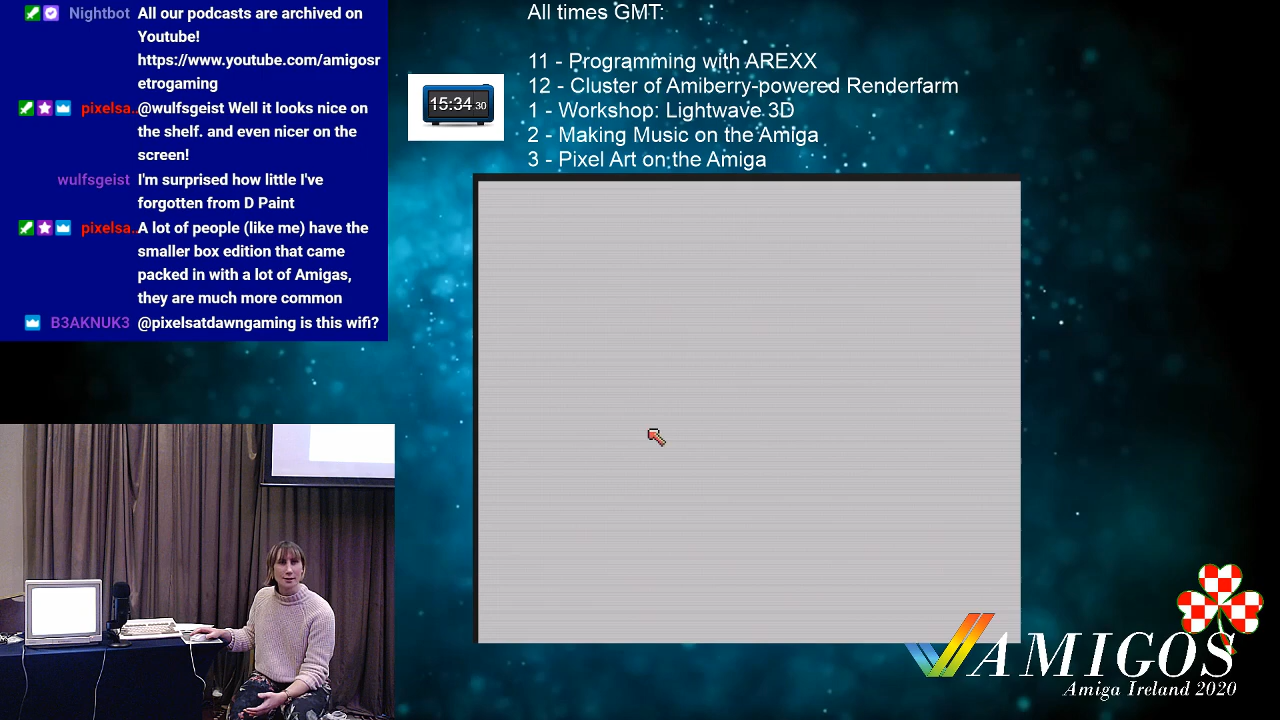 Nightbot All our podcasts are archived on
Youtube!
https://www.youtube.com/amigosr
etrogaming
pixelsa.. @wulfsgeist Well it looks nice on
the shelf. and even nicer on the
screen!
wulfsgeist I'm surprised how little I've
forgotten from D Paint
pixelsa.. A lot of people (like me) have the
smaller box edition that came
packed in with a lot of Amigas,
they are much more common
B3AKNUK3 @pixelsatdawngaming is this wifi?
All times GMT:
11 - Programming with AREXX
12 - Cluster of Amiberry-powered Renderfarm
1 - Workshop: Lightwave 3D
2 - Making Music on the Amiga
3 - Pixel Art on the Amiga
15:34 30
AMIGOS
Amiga Ireland 2020